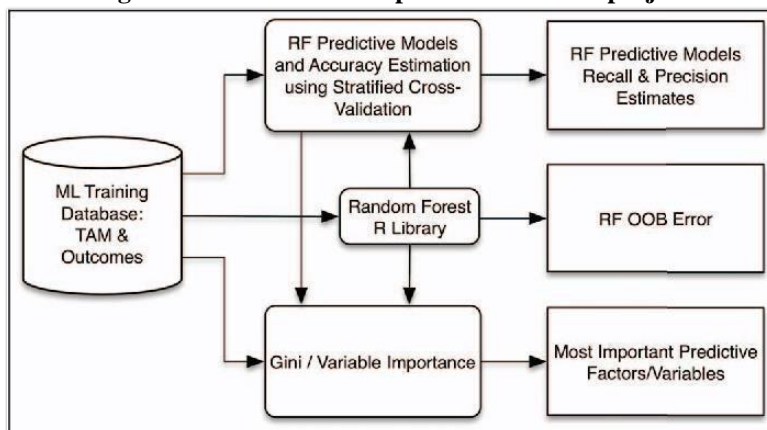 RF Predictive Models
and Accuracy Estimation
using Stratified Cross-
Validation
RF Predictive Models
Recall & Precision
Estimates
ML Training
Database:
TAM &
Outcomes
Random Forest
R Library
RF OOB Error
Gini / Variable Importance
Most Important Predictive
Factors/Variables